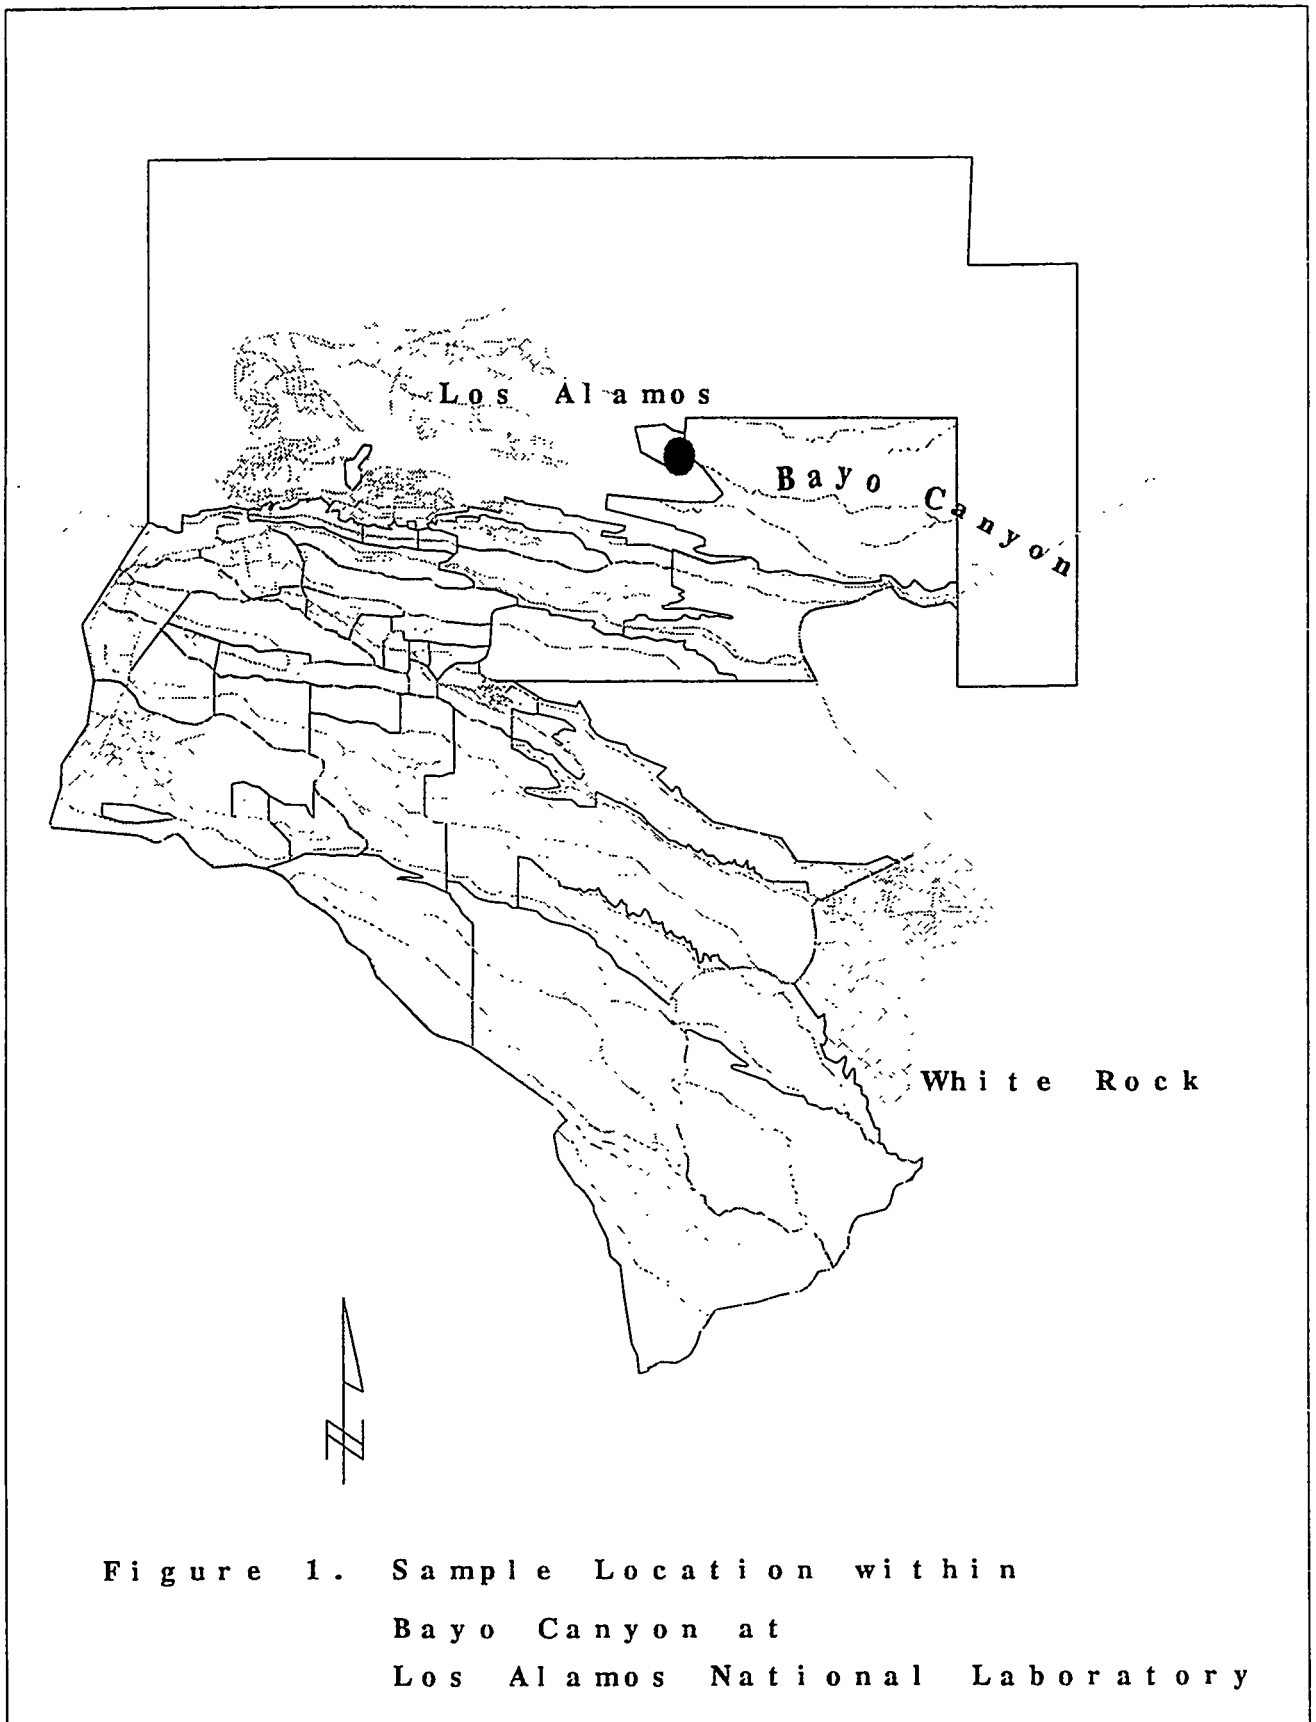 Los Alamos
Bayo Canyon
White Rock
N
Figure 1. Sample Location within
Bayo Canyon at
Los Alamos National Laboratory